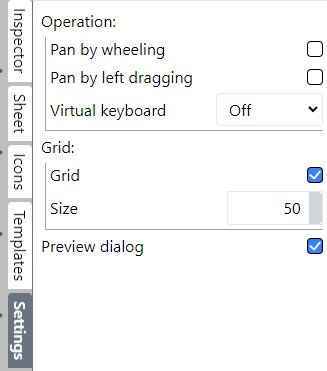 Inspector
Sheet
Icons
Templates
Settings
Operation:
Pan by wheeling
Pan by left dragging
Virtual keyboard Off
Grid:
Grid
Size 50
Preview dialog